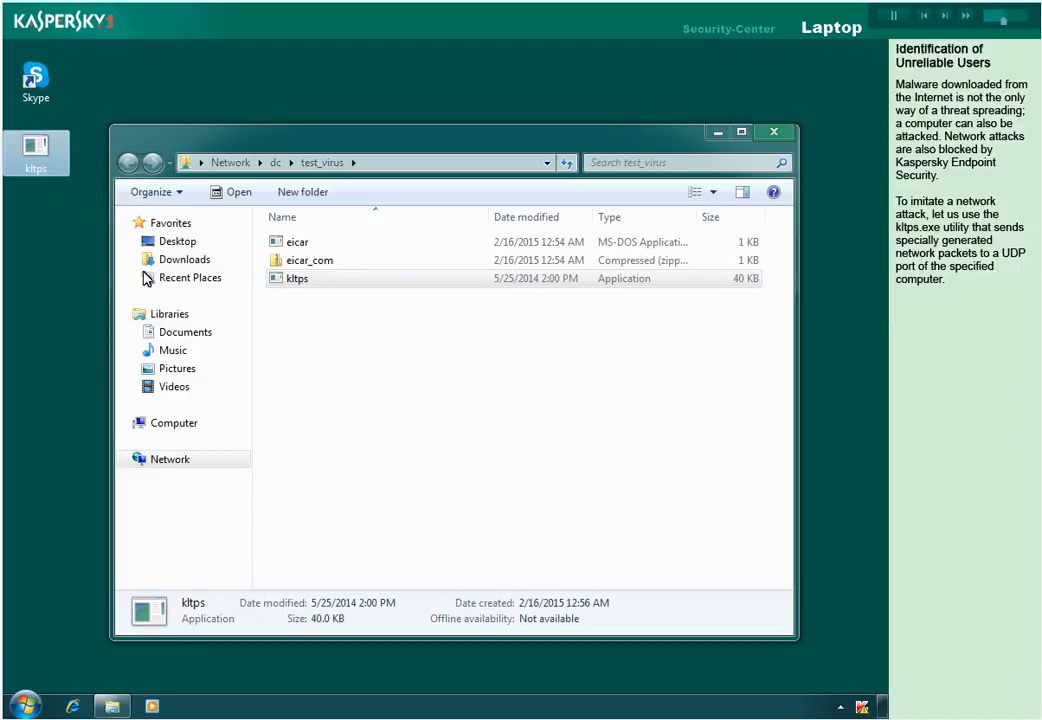 KASPERSKY
Security-Center
Laptop
Identification of
Unreliable Users
Malware downloaded from
the Internet is not the only
way of a threat spreading;
a computer can also be
attacked. Network attacks
are also blocked by
Kaspersky Endpoint
Security.
To imitate a network
attack, let us use the
kltps.exe utility that sends
specially generated
network packets to a UDP
port of the specified
computer.
Skype
kltps
Network dc test_virus
Search test_virus
Organize Open New folder
Name Date modified Type Size
eicar 2/16/2015 12:54 AM MS-DOS Applicati... 1 KB
eicar_com 2/16/2015 12:54 AM Compressed (zipp... 1 KB
kltps 5/25/2014 2:00 PM Application 40 KB
Favorites
Desktop
Downloads
Recent Places
Libraries
Documents
Music
Pictures
Videos
Computer
Network
kltps Date modified: 5/25/2014 2:00 PM Date created: 2/16/2015 12:56 AM
Application Size: 40.0 KB Offline availability: Not available